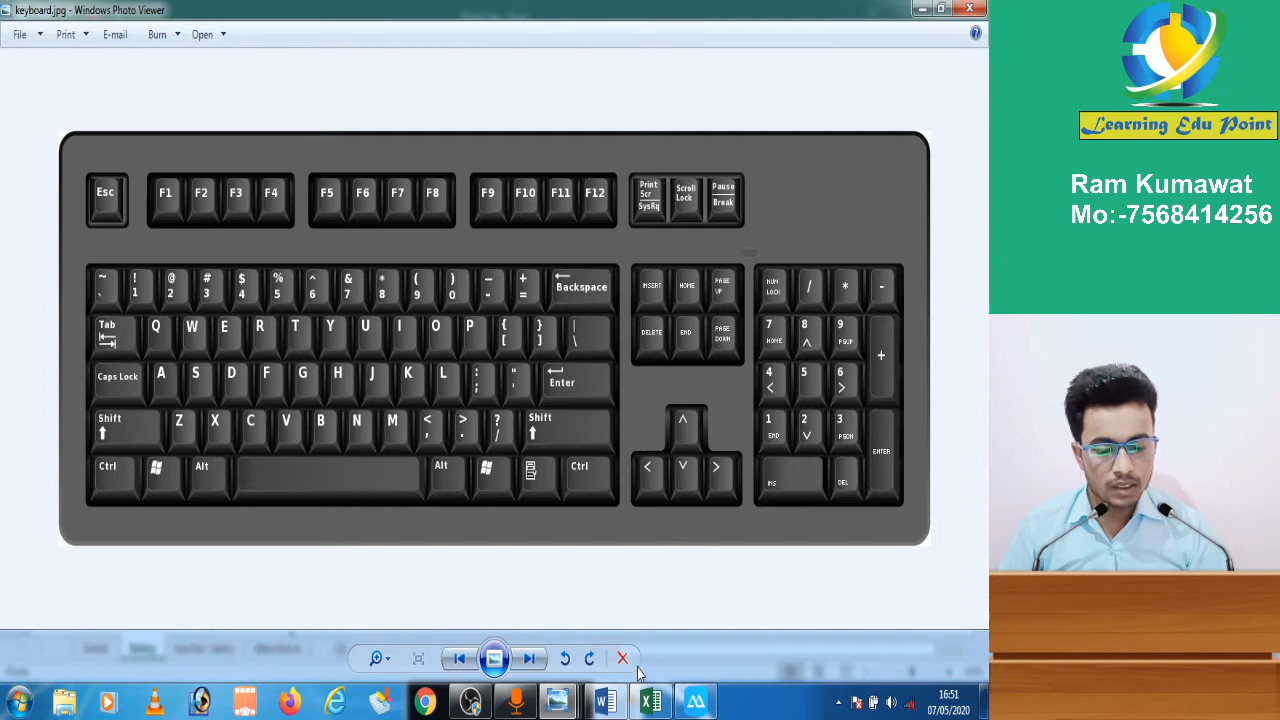 keyboard.jpg - Windows Photo Viewer
File Print E-mail Burn Open
Learning Edu Point
Ram Kumawat
Mo:-7568414256
Esc F1 F2 F3 F4 F5 F6 F7 F8 F9 F10 F11 F12 Print Scr SysRq Scroll Lock Pause Break
~ ` ! 1 @ 2 # 3 $ 4 % 5 ^ 6 & 7 * 8 ( 9 ) 0 — - + = ← Backspace INSERT HOME PAGE UP NUM LOCK / * -
Tab Q W E R T Y U I O P { [ } ] | \ DELETE END PAGE DOWN 7 HOME 8 ^ 9 PGUP +
Caps Lock A S D F G H J K L : ; " ' Enter 4 < 5 6 >
Shift Z X C V B N M < , > . ? / Shift ^ 1 END 2 v 3 PGDN ENTER
Ctrl Alt Alt Ctrl < v > INS DEL
16:51
07/05/2020